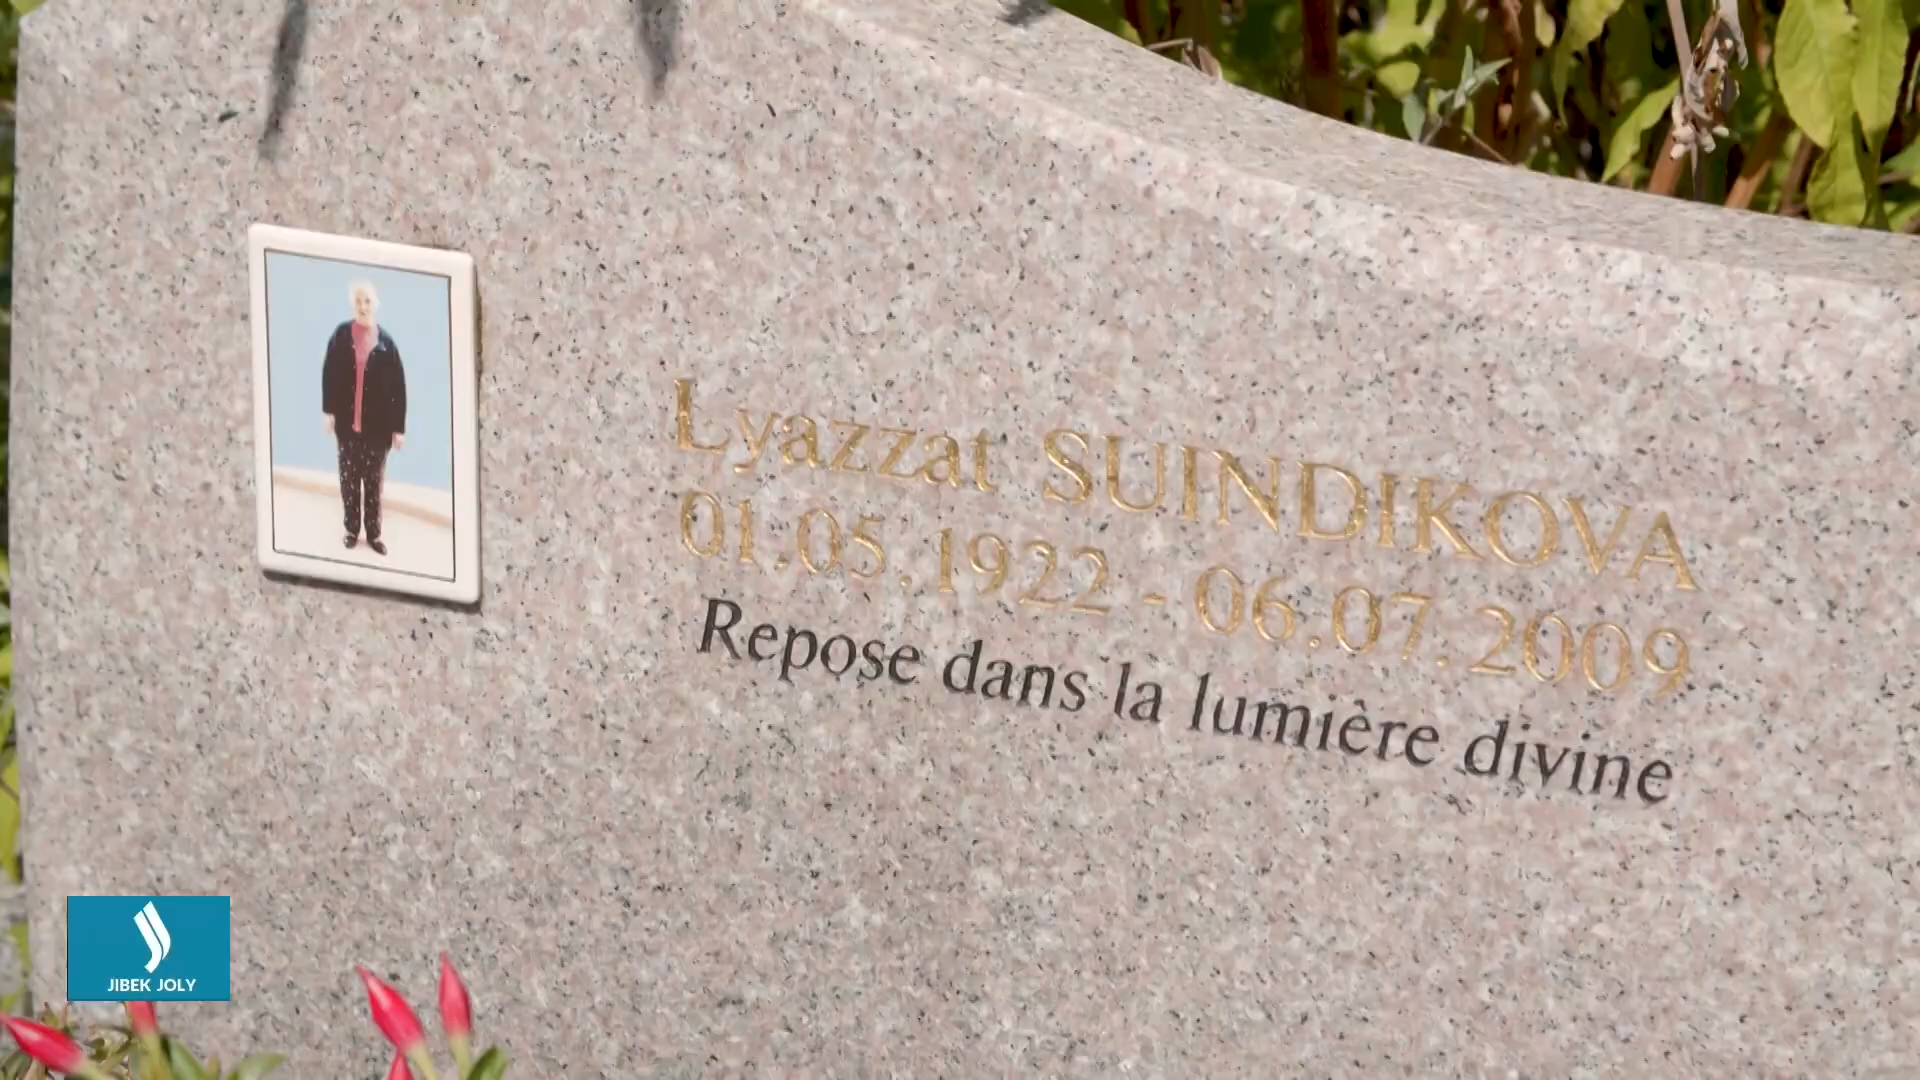 Lyazzat SUINDIKOVA
01.05.1922 - 06.07.2009
Repose dans la lumière divine
JIBEK JOLY